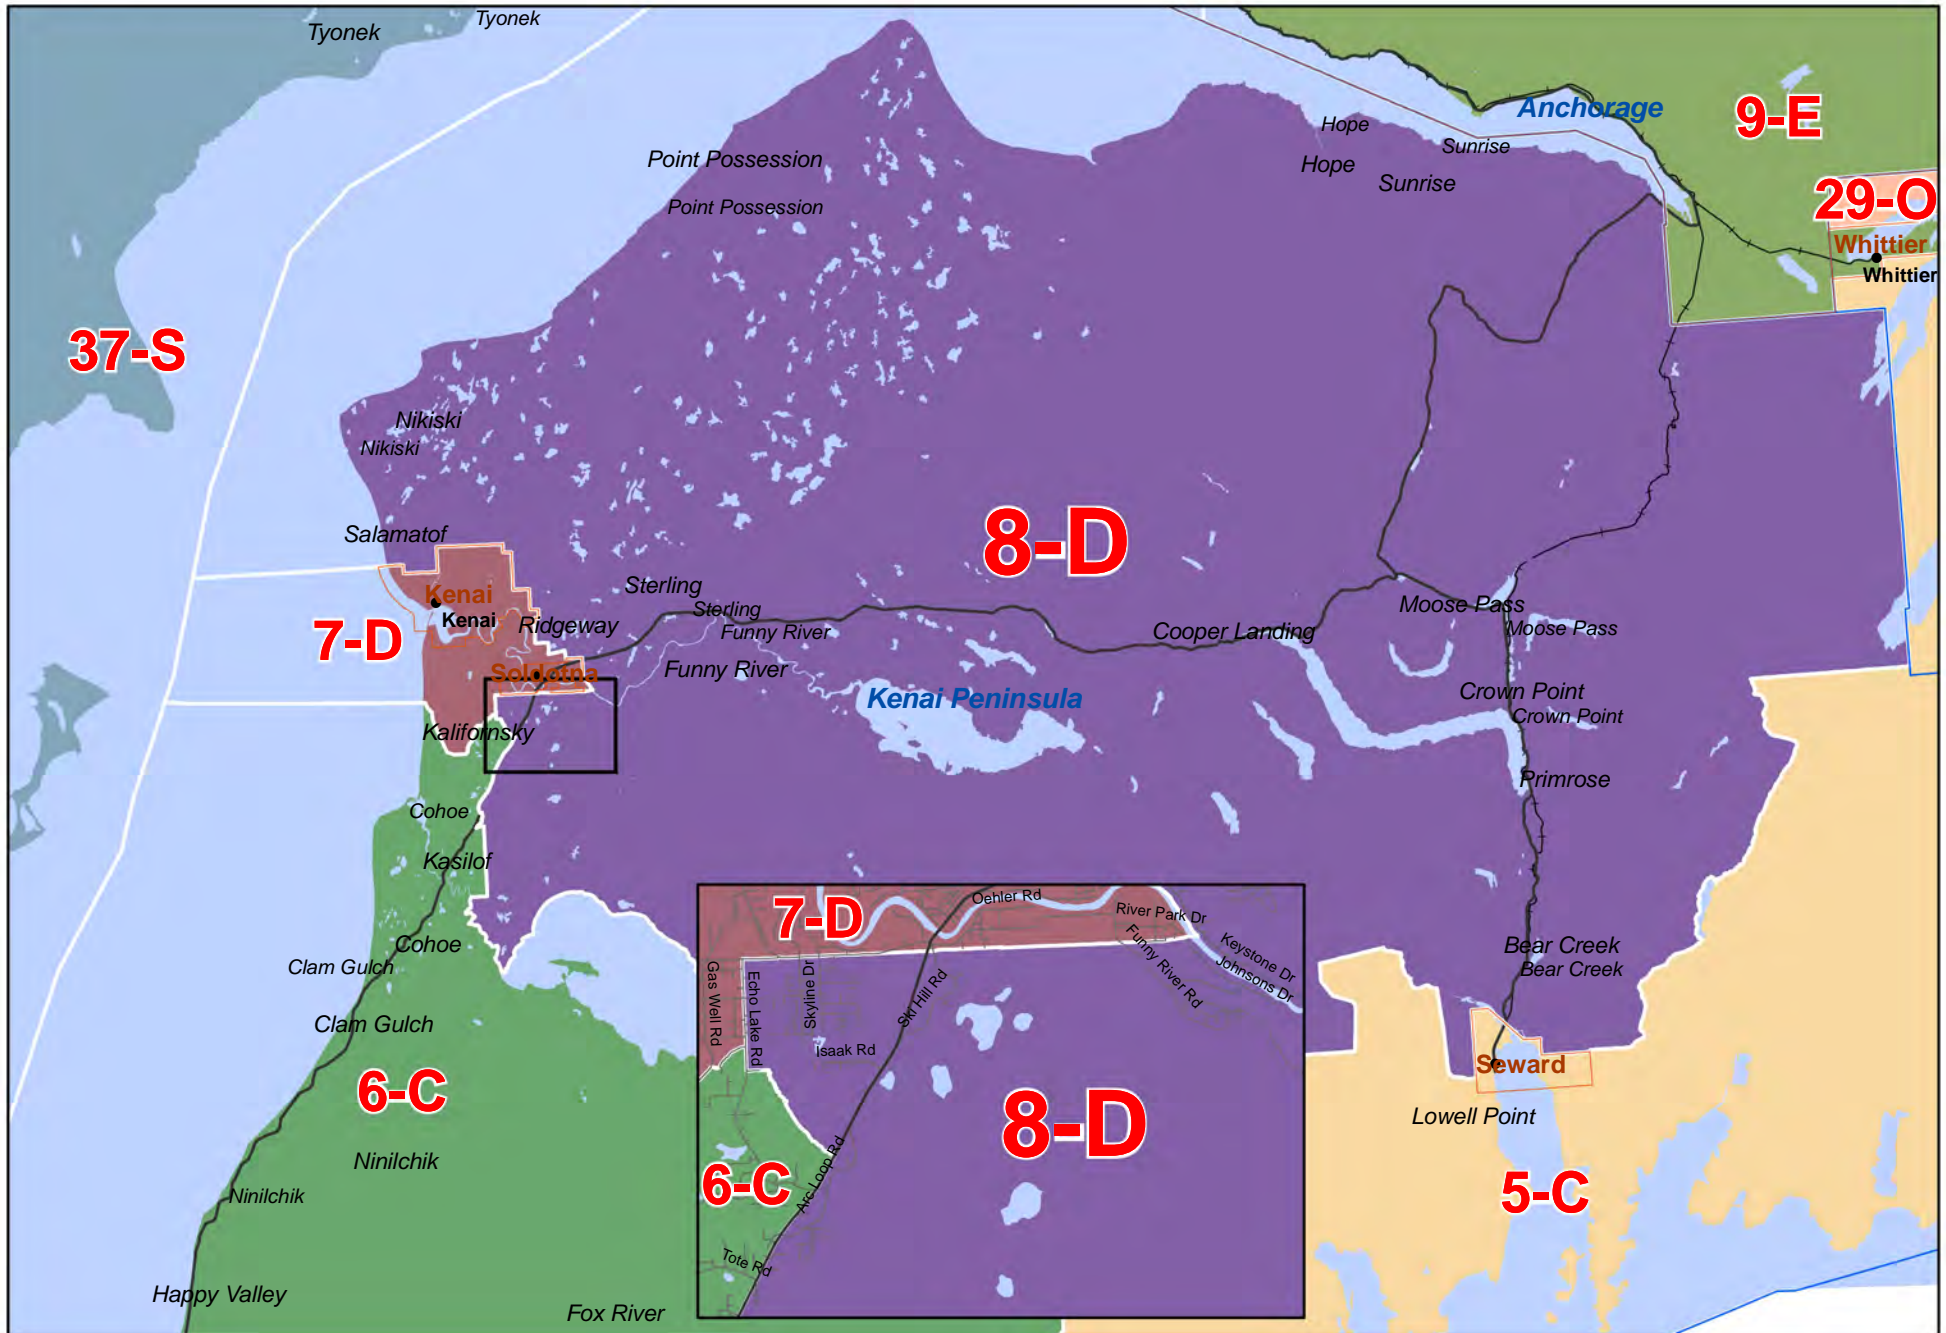 Tyonek
Tyonek
Anchorage
9-E
Hope
Sunrise
Hope
Sunrise
Point Possession
Point Possession
29-O
Whittier
Whittier
37-S
Nikiski
Nikiski
8-D
Salamatof
Kenai
Kenai
7-D
Ridgeway
Sterling
Sterling
Funny River
Funny River
Soldotna
Cooper Landing
Moose Pass
Moose Pass
Kenai Peninsula
Crown Point
Crown Point
Kalifornsky
Primrose
Cohoe
Kasilof
Cohoe
Clam Gulch
Clam Gulch
Bear Creek
Bear Creek
Seward
Lowell Point
6-C
5-C
Ninilchik
Ninilchik
Happy Valley
Fox River
7-D
Oehler Rd
River Park Dr
Keystone Dr
Johnsons Dr
Funny River Rd
Gas Well Rd
Echo Lake Rd
Skyline Dr
Ski Hill Rd
Isaak Rd
8-D
6-C
Arc Loop Rd
Tote Rd